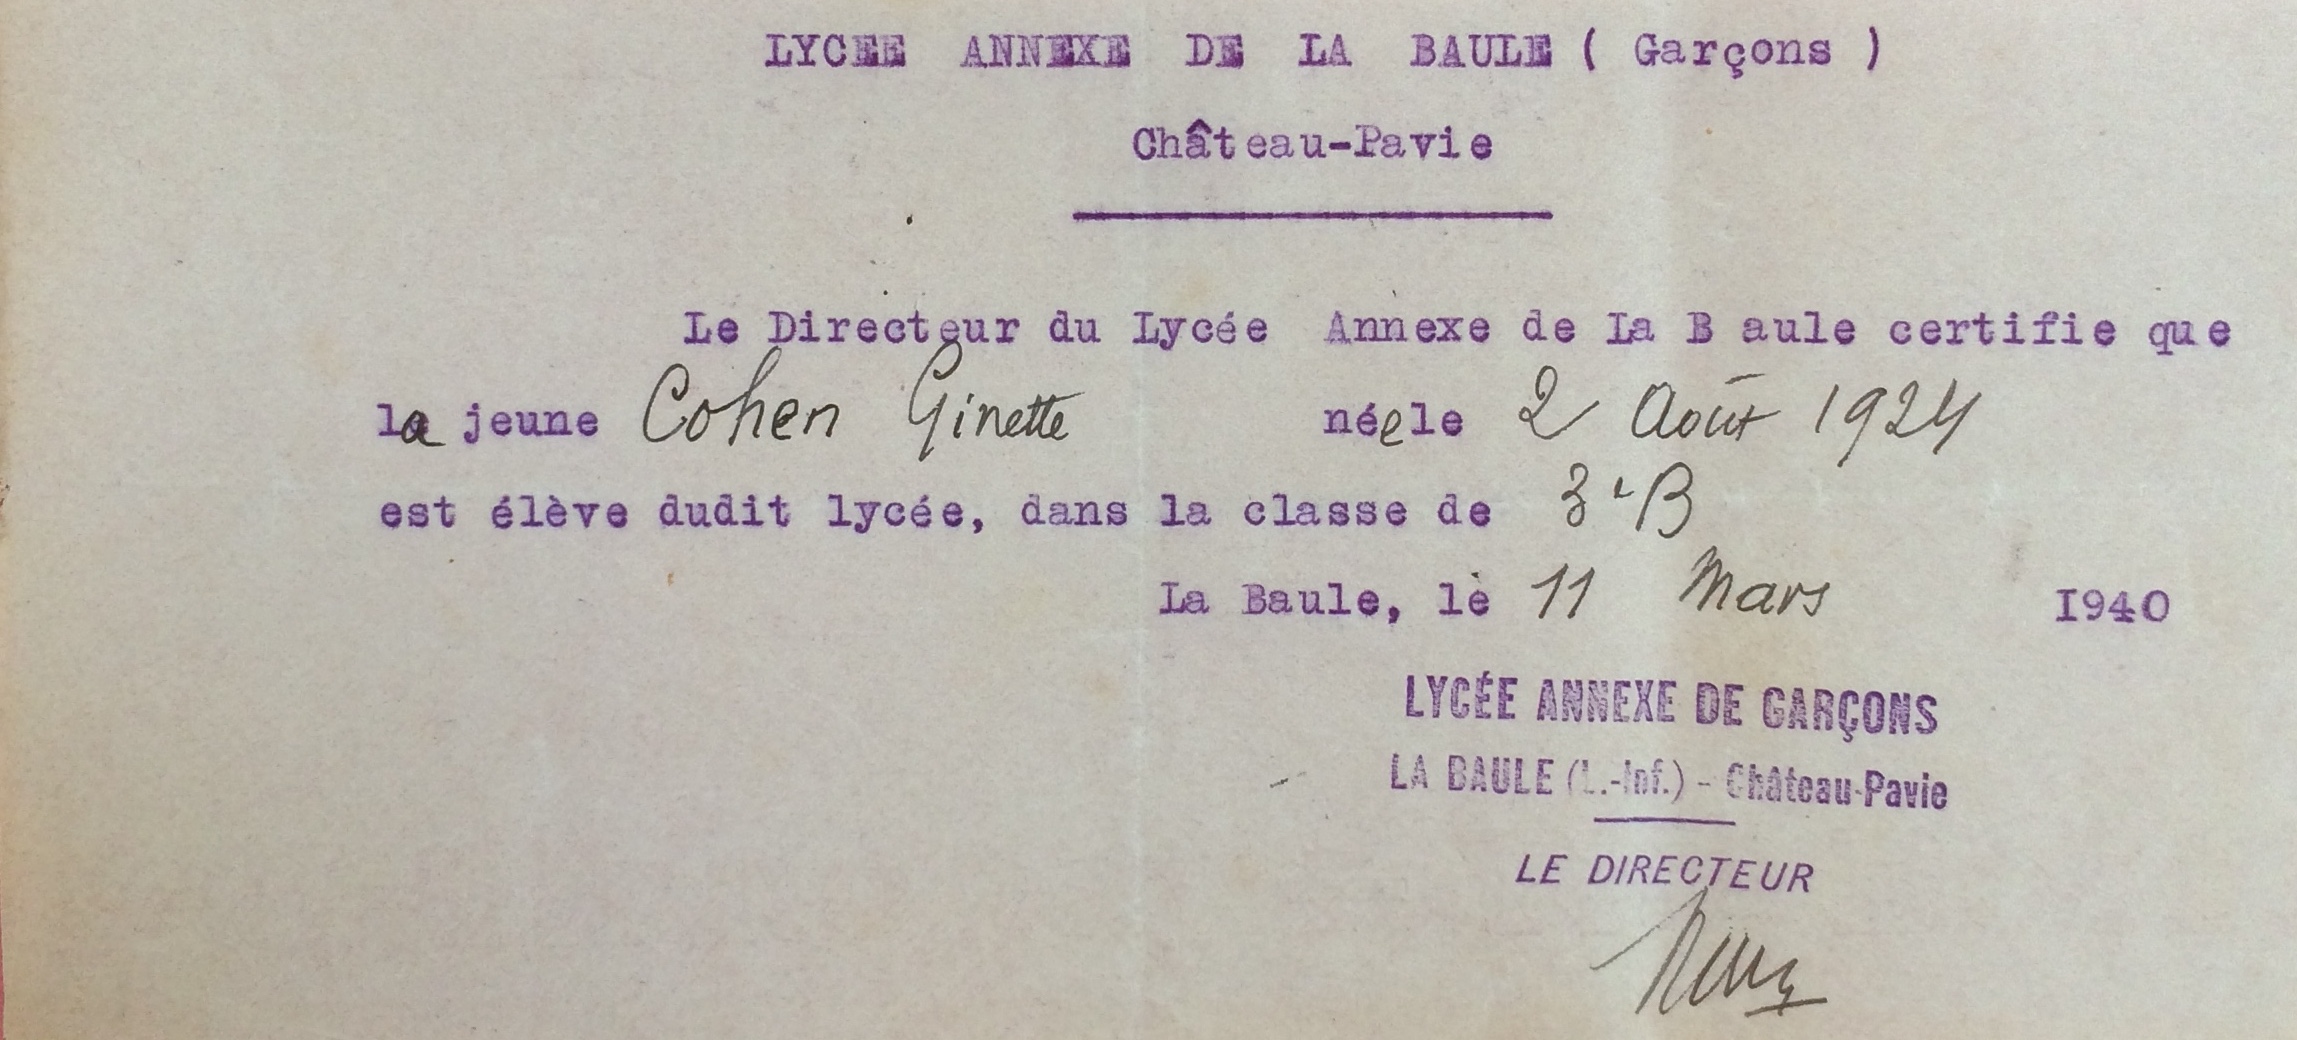 LYCEE ANNEXE DE LA BAULE ( Garçons )
Château-Pavie
Le Directeur du Lycée Annexe de La B aule certifie que
la jeune Cohen Ginette née le 2 Août 1924
est élève dudit lycée, dans la classe de 3e B
La Baule, le 11 Mars I940
LYCÉE ANNEXE DE GARÇONS
LA BAULE (L.-Inf.) - Château-Pavie
LE DIRECTEUR